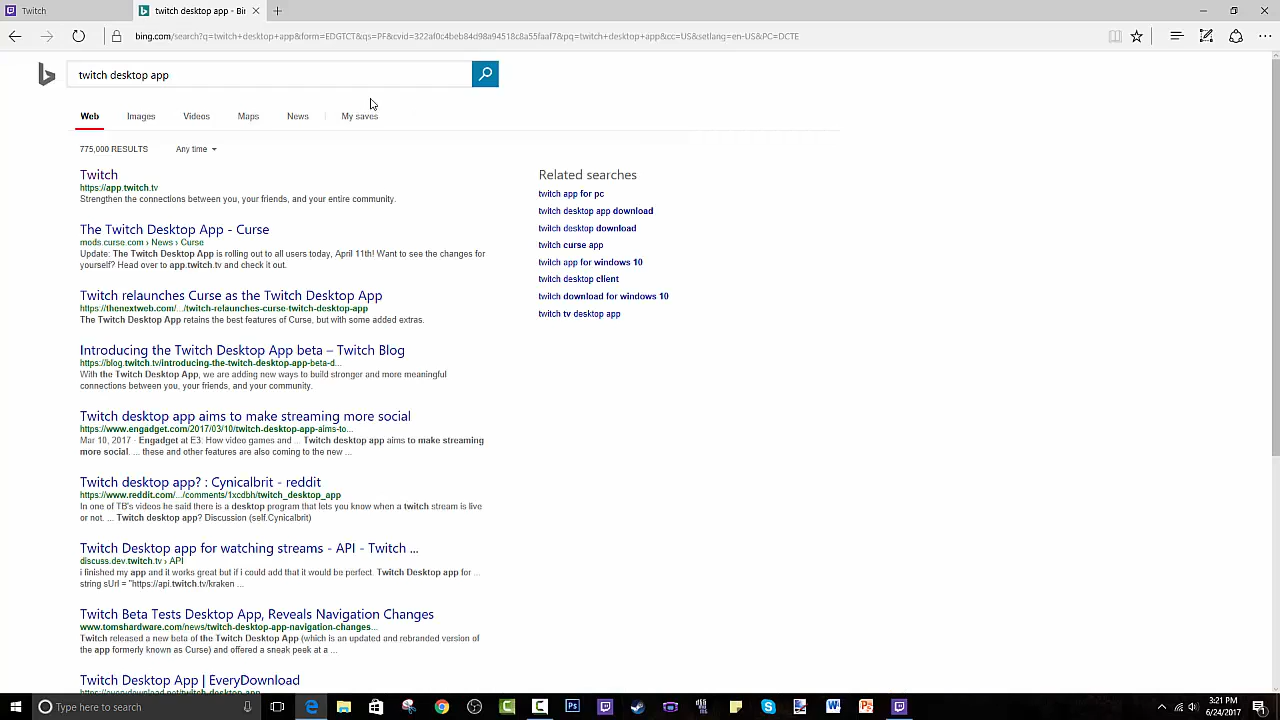 Twitch
twitch desktop app - Bin
bing.com/search?q=twitch+desktop+app&form=EDGTCT&qs=PF&cvid=322af0c4beb84d98a94518c8a55faaf7&pq=twitch+desktop+app&cc=US&setlang=en-US&PC=DCTE
twitch desktop app
Web Images Videos Maps News My saves
775,000 RESULTS Any time
Twitch
https://app.twitch.tv
Strengthen the connections between you, your friends, and your entire community.
The Twitch Desktop App - Curse
mods.curse.com › News › Curse
Update: The Twitch Desktop App is rolling out to all users today, April 11th! Want to see the changes for
yourself? Head over to app.twitch.tv and check it out.
Twitch relaunches Curse as the Twitch Desktop App
https://thenextweb.com/.../twitch-relaunches-curse-twitch-desktop-app
The Twitch Desktop App retains the best features of Curse, but with some added extras.
Introducing the Twitch Desktop App beta – Twitch Blog
https://blog.twitch.tv/introducing-the-twitch-desktop-app-beta-d...
With the Twitch Desktop App, we are adding new ways to build stronger and more meaningful
connections between you, your friends, and your community.
Twitch desktop app aims to make streaming more social
https://www.engadget.com/2017/03/10/twitch-desktop-app-aims-to...
Mar 10, 2017 · Engadget at E3: How video games and ... Twitch desktop app aims to make streaming
more social. ... these and other features are also coming to the new ...
Twitch desktop app? : Cynicalbrit - reddit
https://www.reddit.com/.../comments/1xcdbh/twitch_desktop_app
In one of TB's videos he said there is a desktop program that lets you know when a twitch stream is live
or not. ... Twitch desktop app? Discussion (self.Cynicalbrit)
Twitch Desktop app for watching streams - API - Twitch ...
discuss.dev.twitch.tv › API
i finished my app and it works great but if i could add that it would be perfect. Twitch Desktop app for ...
string sUrl = "https://api.twitch.tv/kraken ...
Twitch Beta Tests Desktop App, Reveals Navigation Changes
www.tomshardware.com/news/twitch-desktop-app-navigation-changes...
Twitch released a new beta of the Twitch Desktop App (which is an updated and rebranded version of
the app formerly known as Curse) and offered a sneak peek at a ...
Twitch Desktop App | EveryDownload
https://everydownload.net/twitch-desktop-app
Related searches
twitch app for pc
twitch desktop app download
twitch desktop download
twitch curse app
twitch app for windows 10
twitch desktop client
twitch download for windows 10
twitch tv desktop app
Type here to search
3:21 PM
6/24/2017